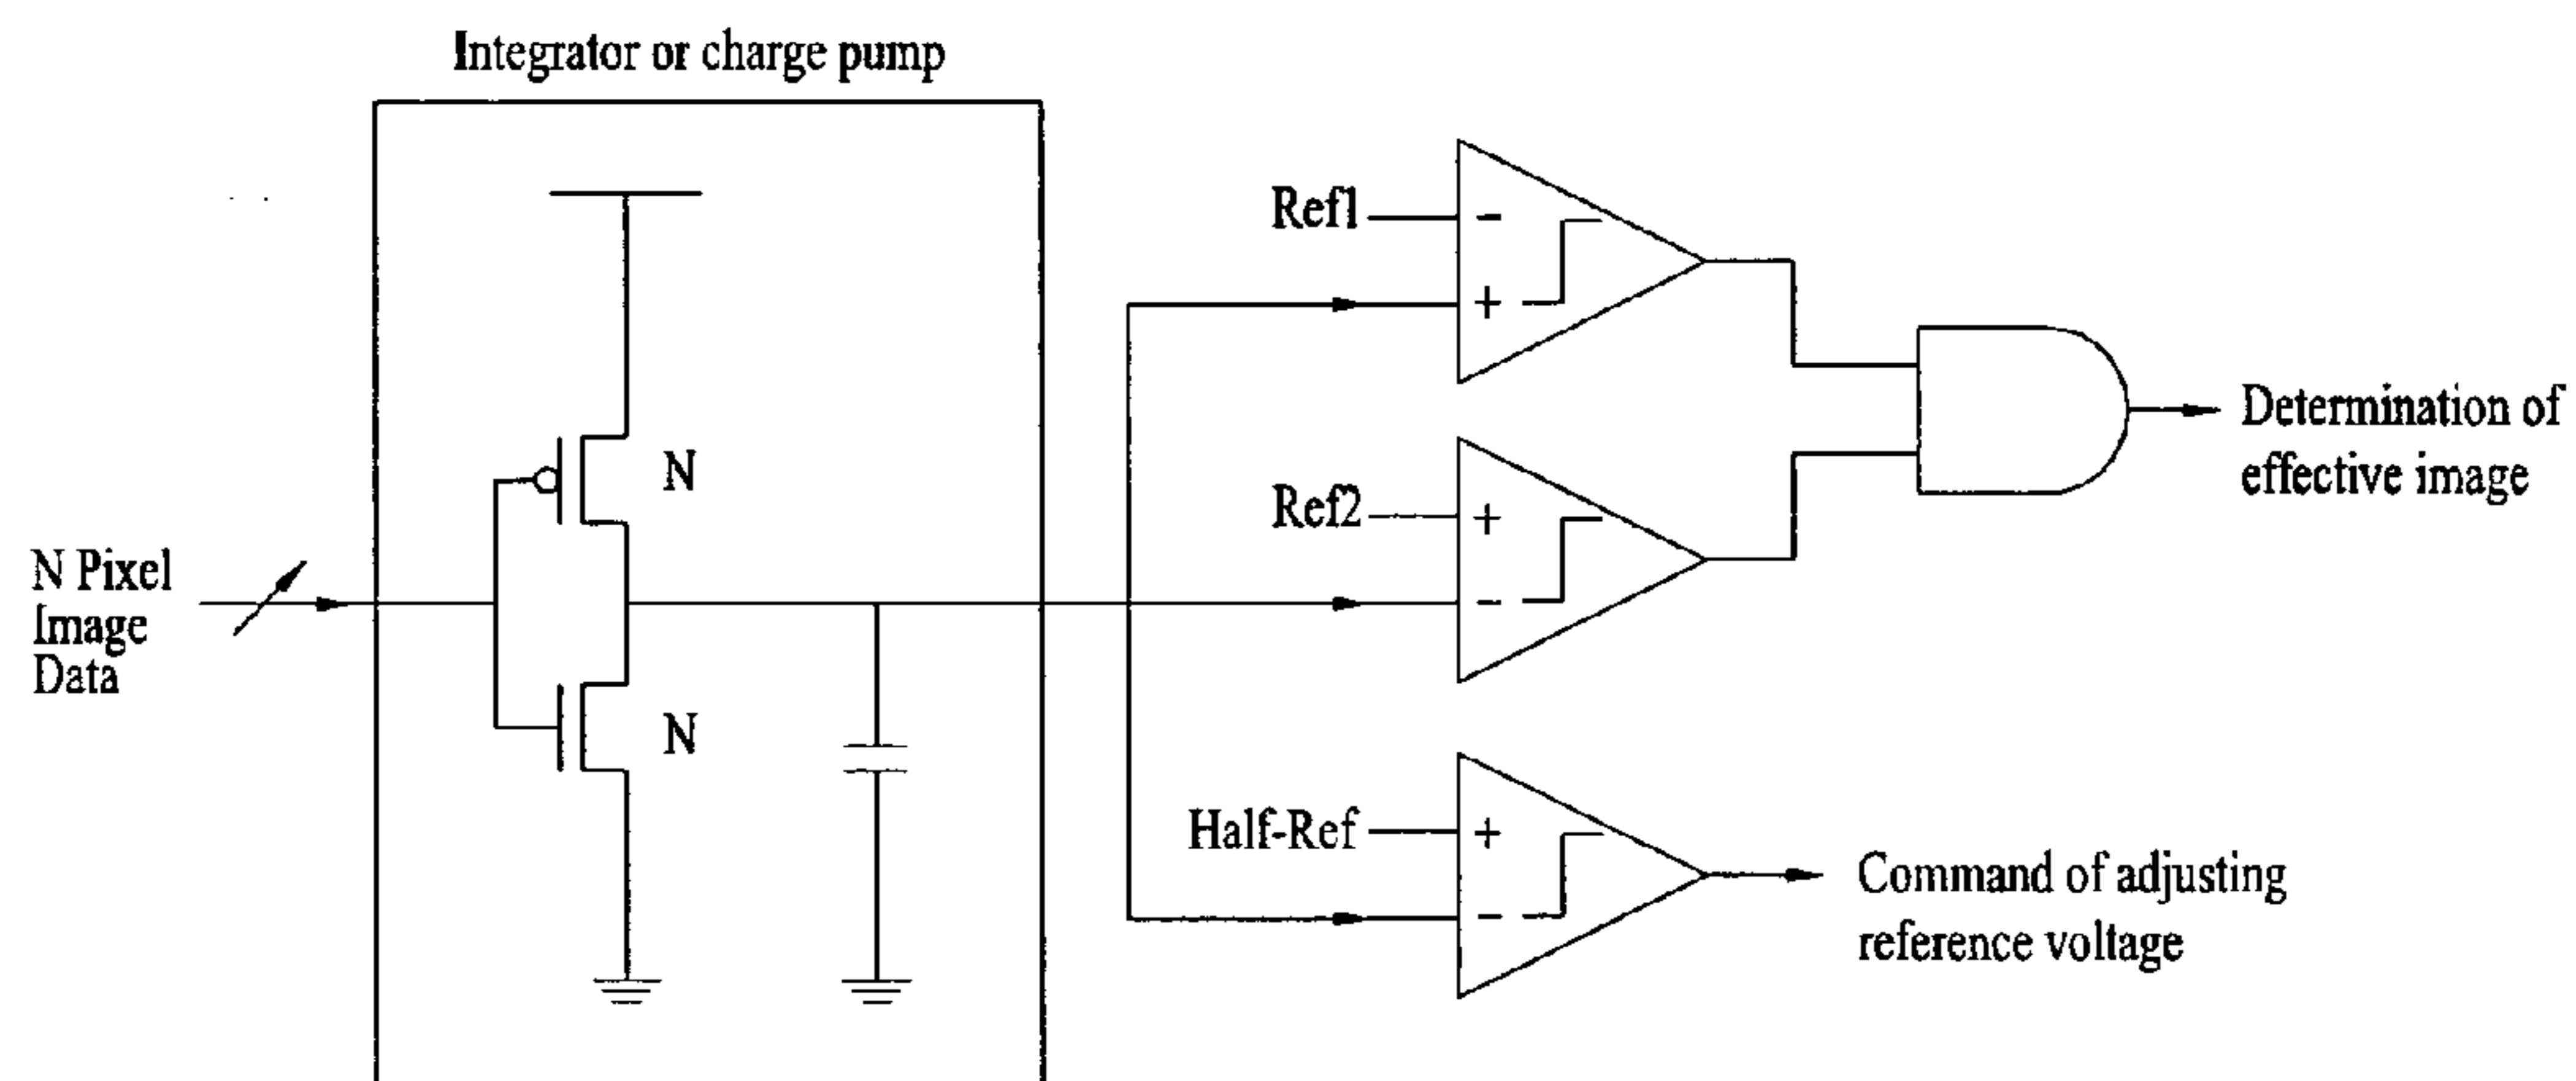 Integrator or charge pump
Ref1
-
+
N
Determination of
effective image
Ref2
+
-
N Pixel
Image
Data
N
Half-Ref
+
-
Command of adjusting
reference voltage